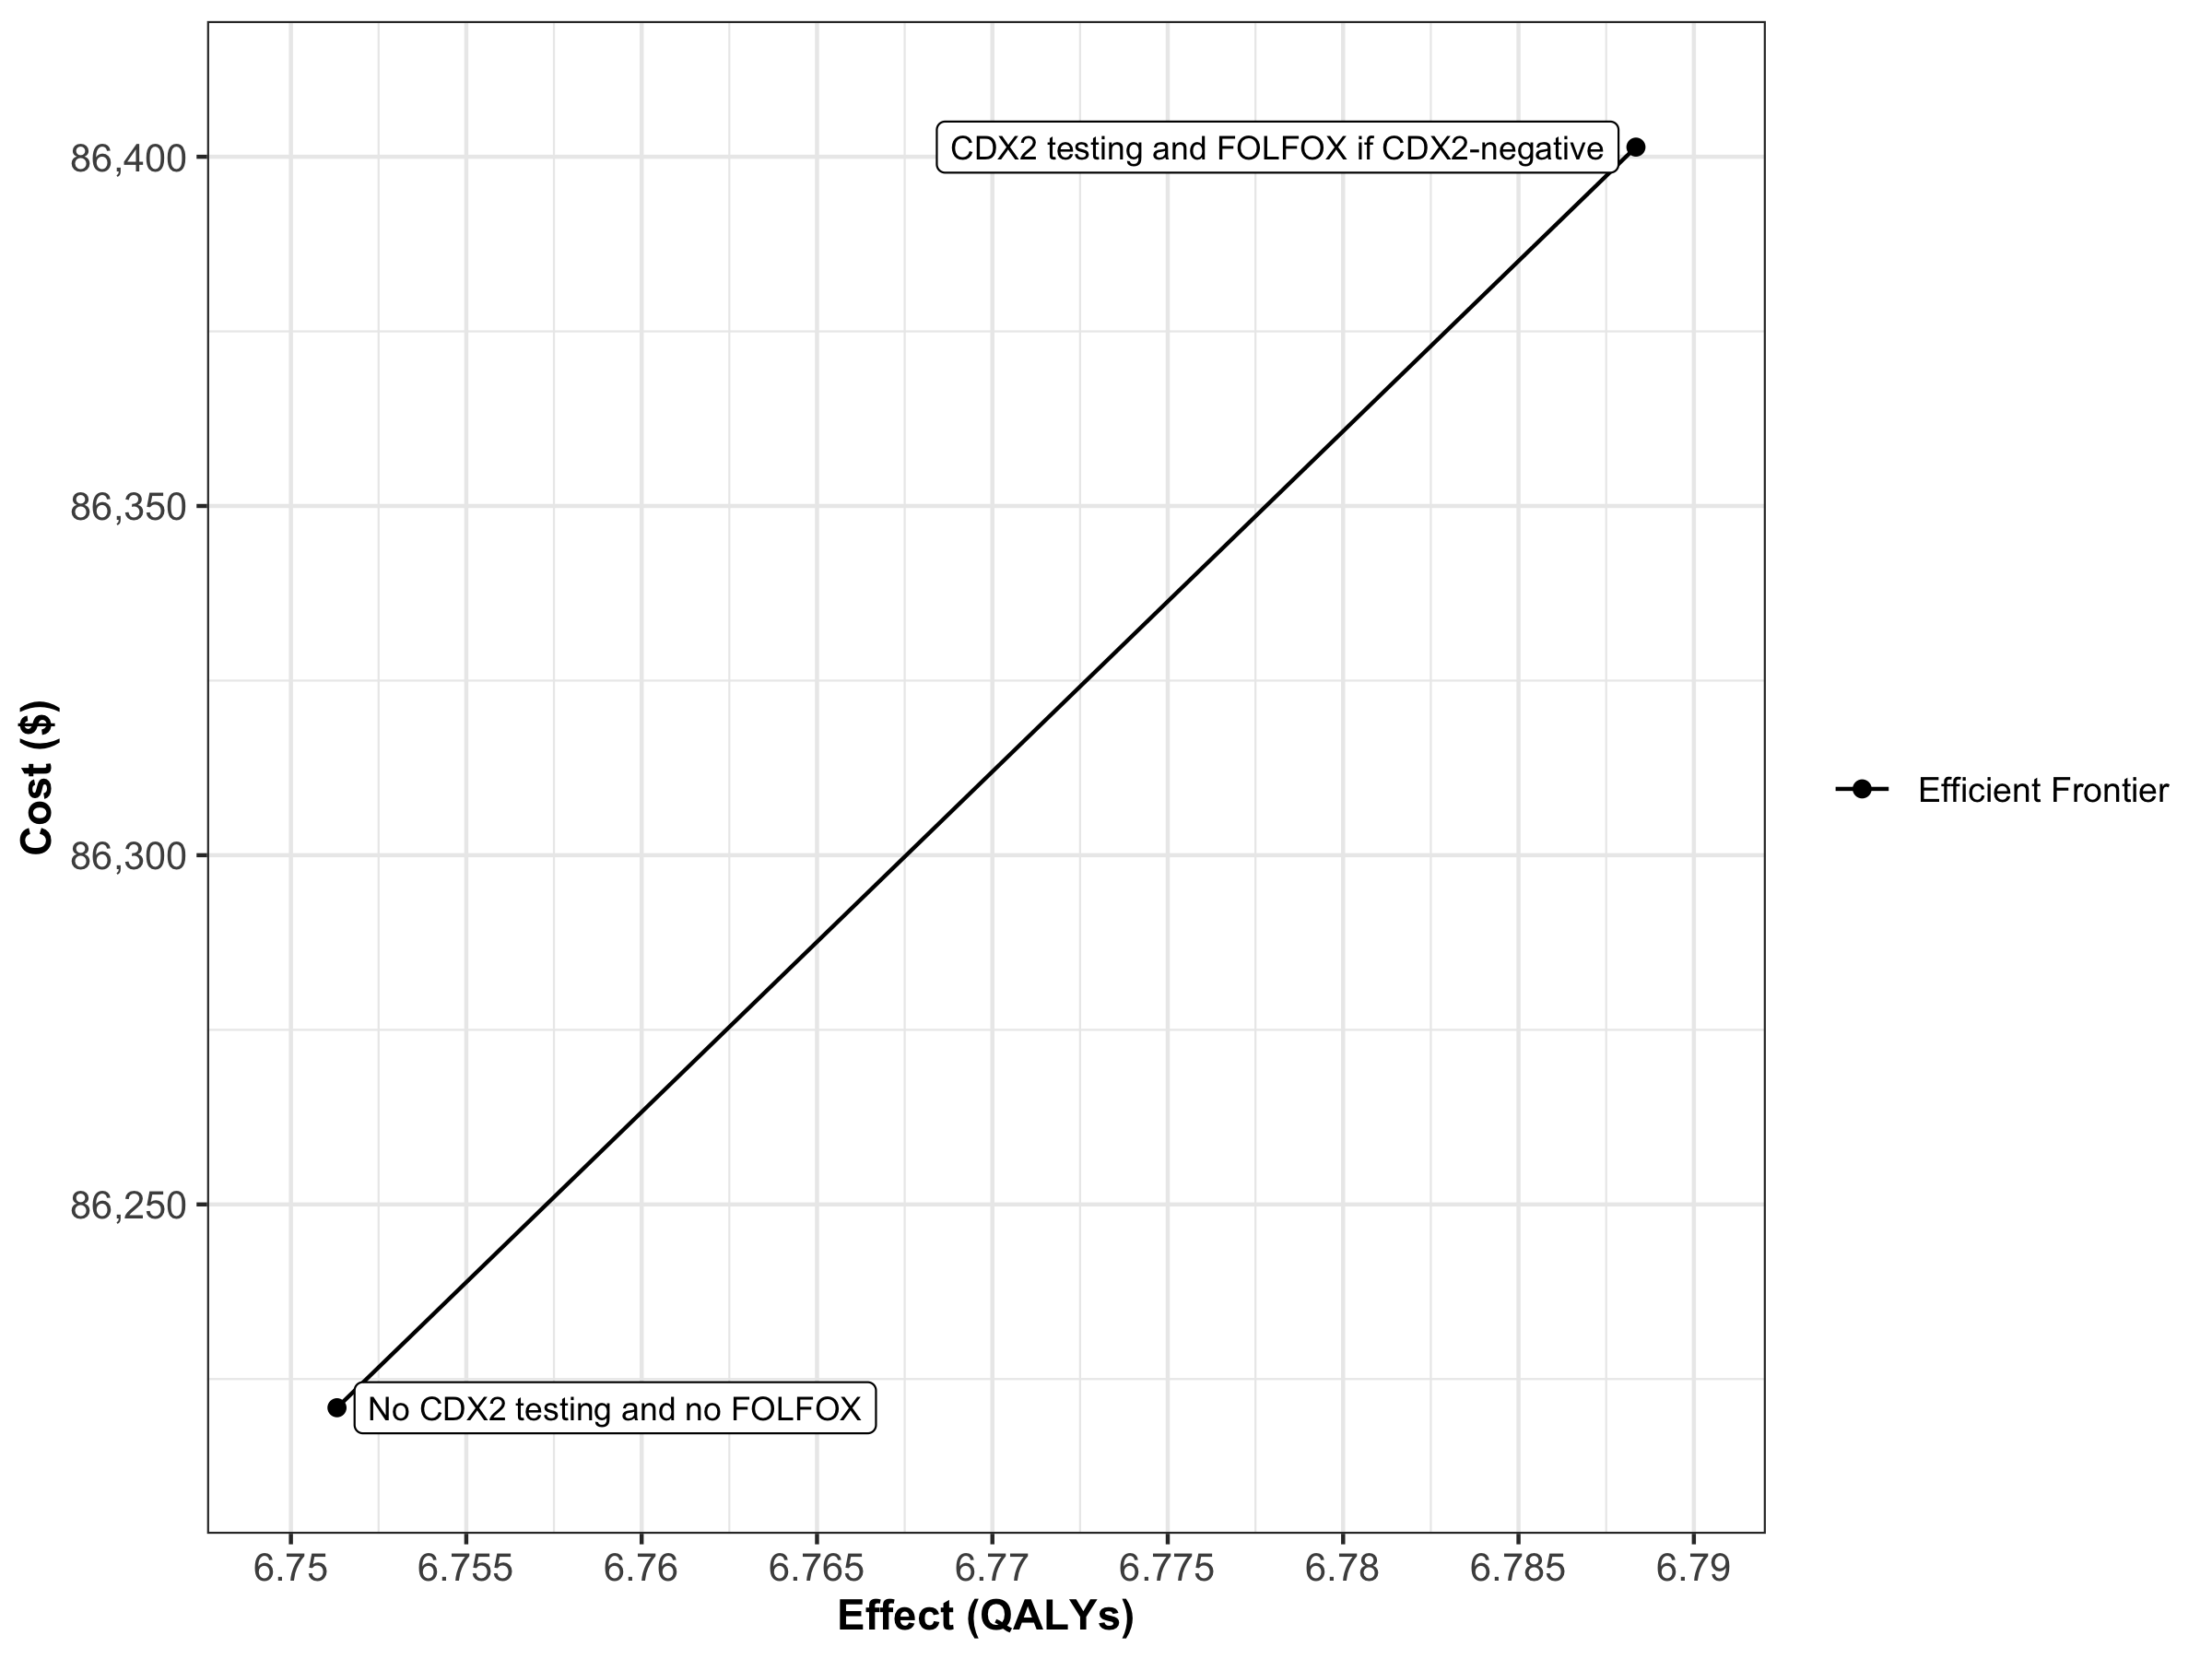 CDX2 testing and FOLFOX if CDX2-negative
86,400
86,350
86,300
86,250
Cost ($)
Efficient Frontier
No CDX2 testing and no FOLFOX
6.75
6.755
6.76
6.765
6.77
6.775
6.78
6.785
6.79
Effect (QALYs)